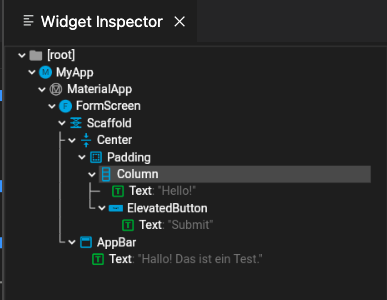 Widget Inspector
[root]
M MyApp
M MaterialApp
F FormScreen
Scaffold
Center
Padding
Column
T Text: "Hello!"
ElevatedButton
T Text: "Submit"
AppBar
T Text: "Hallo! Das ist ein Test."